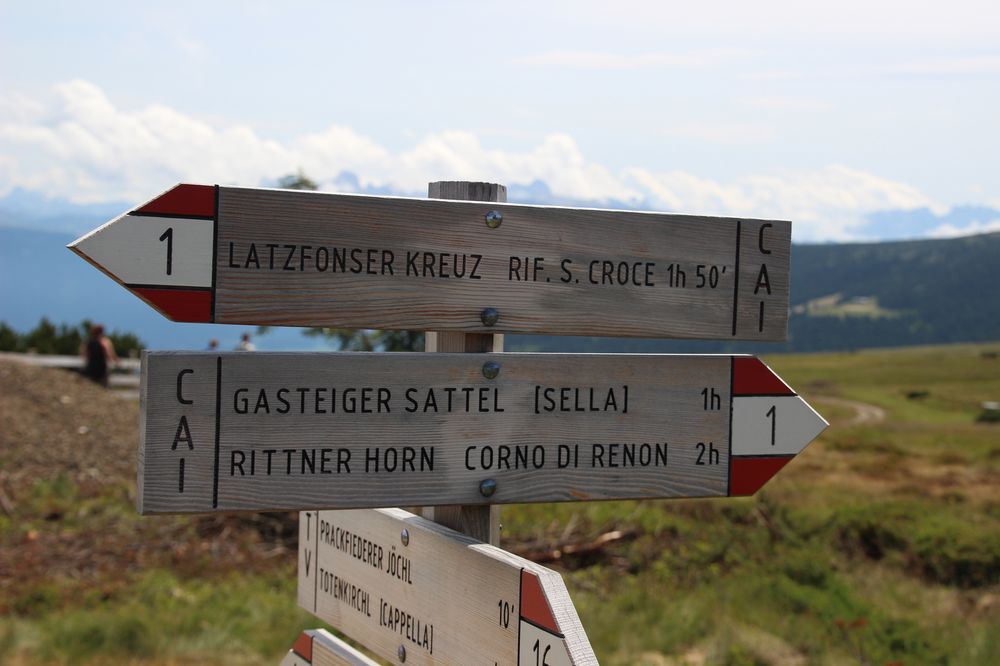 1 LATZFONSER KREUZ RIF. S. CROCE 1h 50' CAI
CAI
GASTEIGER SATTEL [SELLA] 1h
RITTNER HORN CORNO DI RENON 2h
1
TV
PRACKFIEDERER JÖCHL
TOTENKIRCHL [CAPPELLA] 10'
16